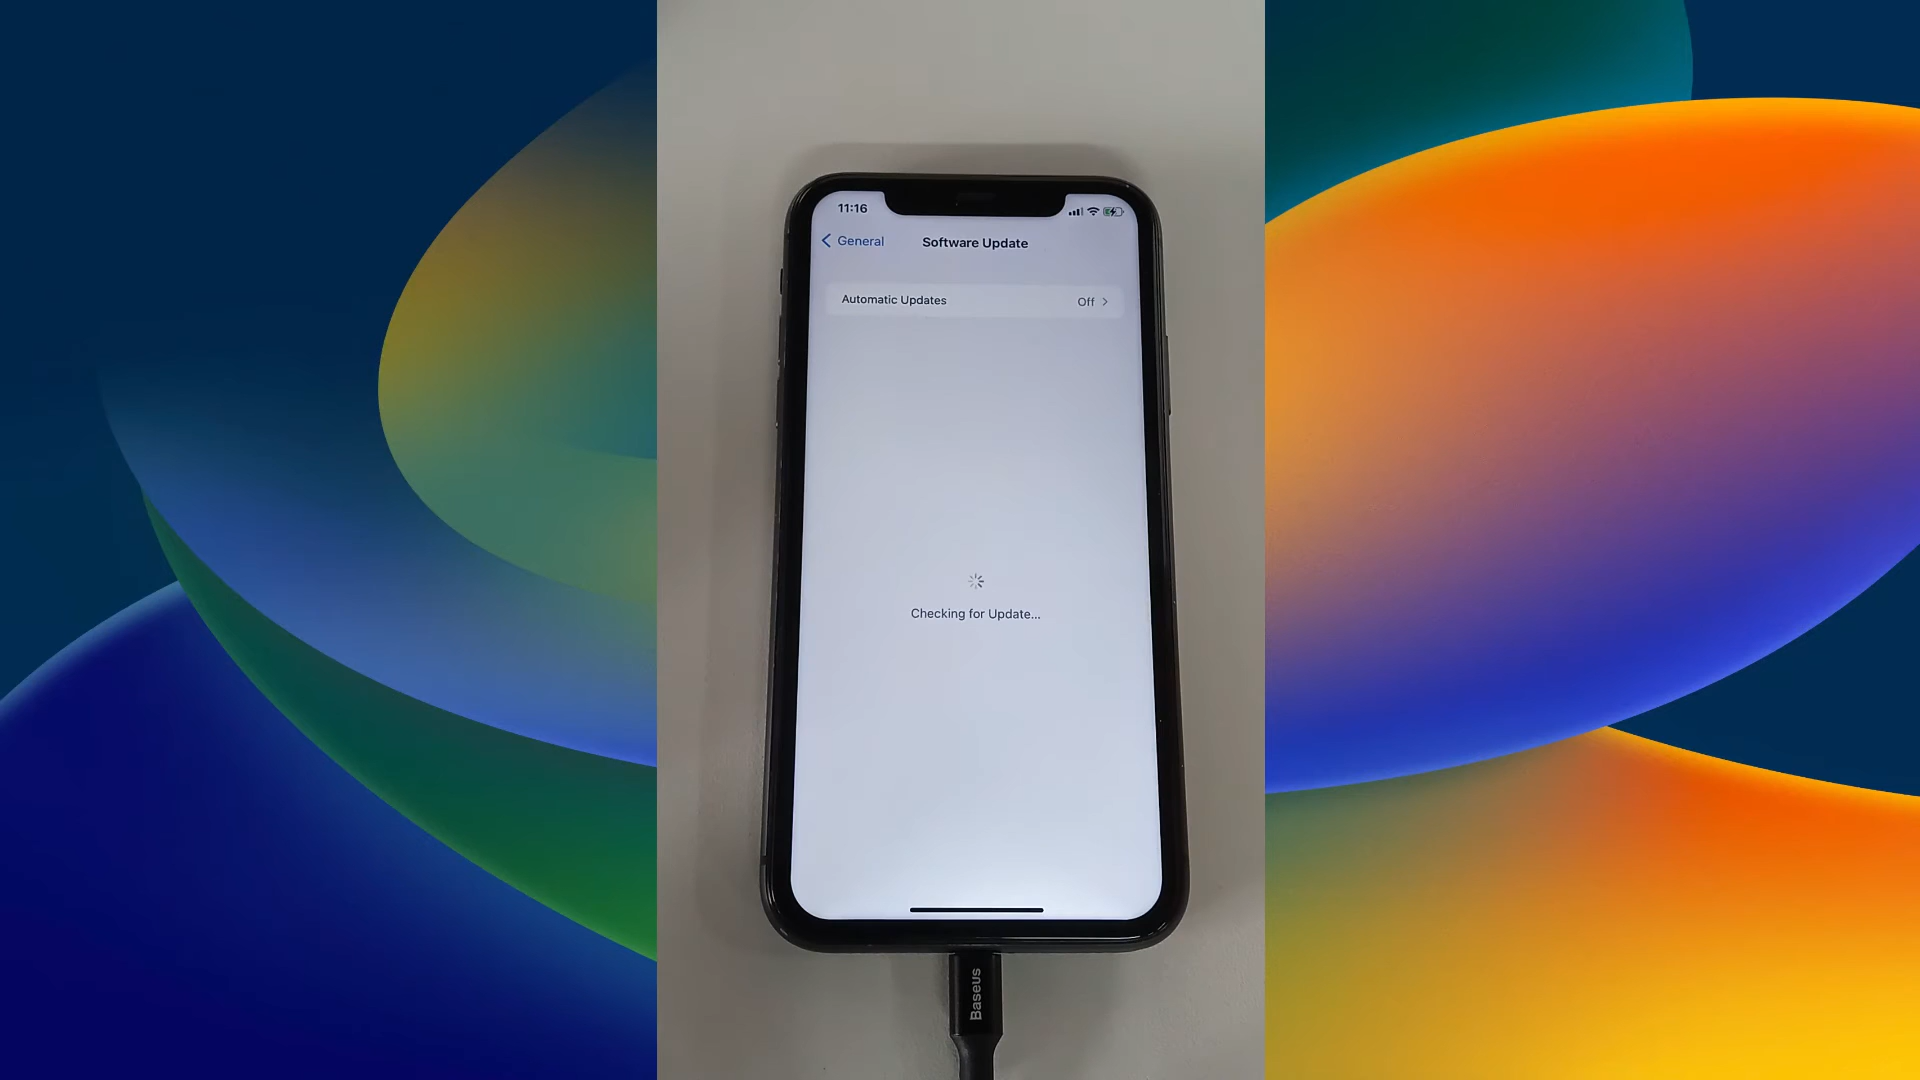 11:16
General
Software Update
Automatic Updates
Off
Checking for Update...
Baseus